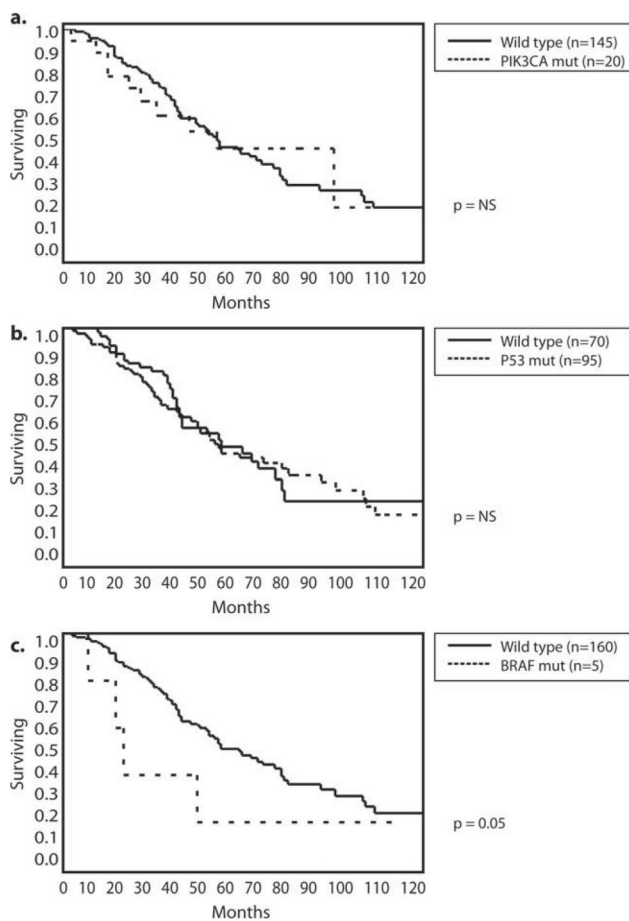 a.
1.0
0.9
0.8
0.7
0.6
0.5
0.4
0.3
0.2
0.1
0.0
Surviving
0 10 20 30 40 50 60 70 80 90 100 110 120
Months
Wild type (n=145)
PIK3CA mut (n=20)
p = NS
b.
1.0
0.9
0.8
0.7
0.6
0.5
0.4
0.3
0.2
0.1
0.0
Surviving
0 10 20 30 40 50 60 70 80 90 100 110 120
Months
Wild type (n=70)
P53 mut (n=95)
p = NS
c.
1.0
0.9
0.8
0.7
0.6
0.5
0.4
0.3
0.2
0.1
0.0
Surviving
0 10 20 30 40 50 60 70 80 90 100 110 120
Months
Wild type (n=160)
BRAF mut (n=5)
p = 0.05